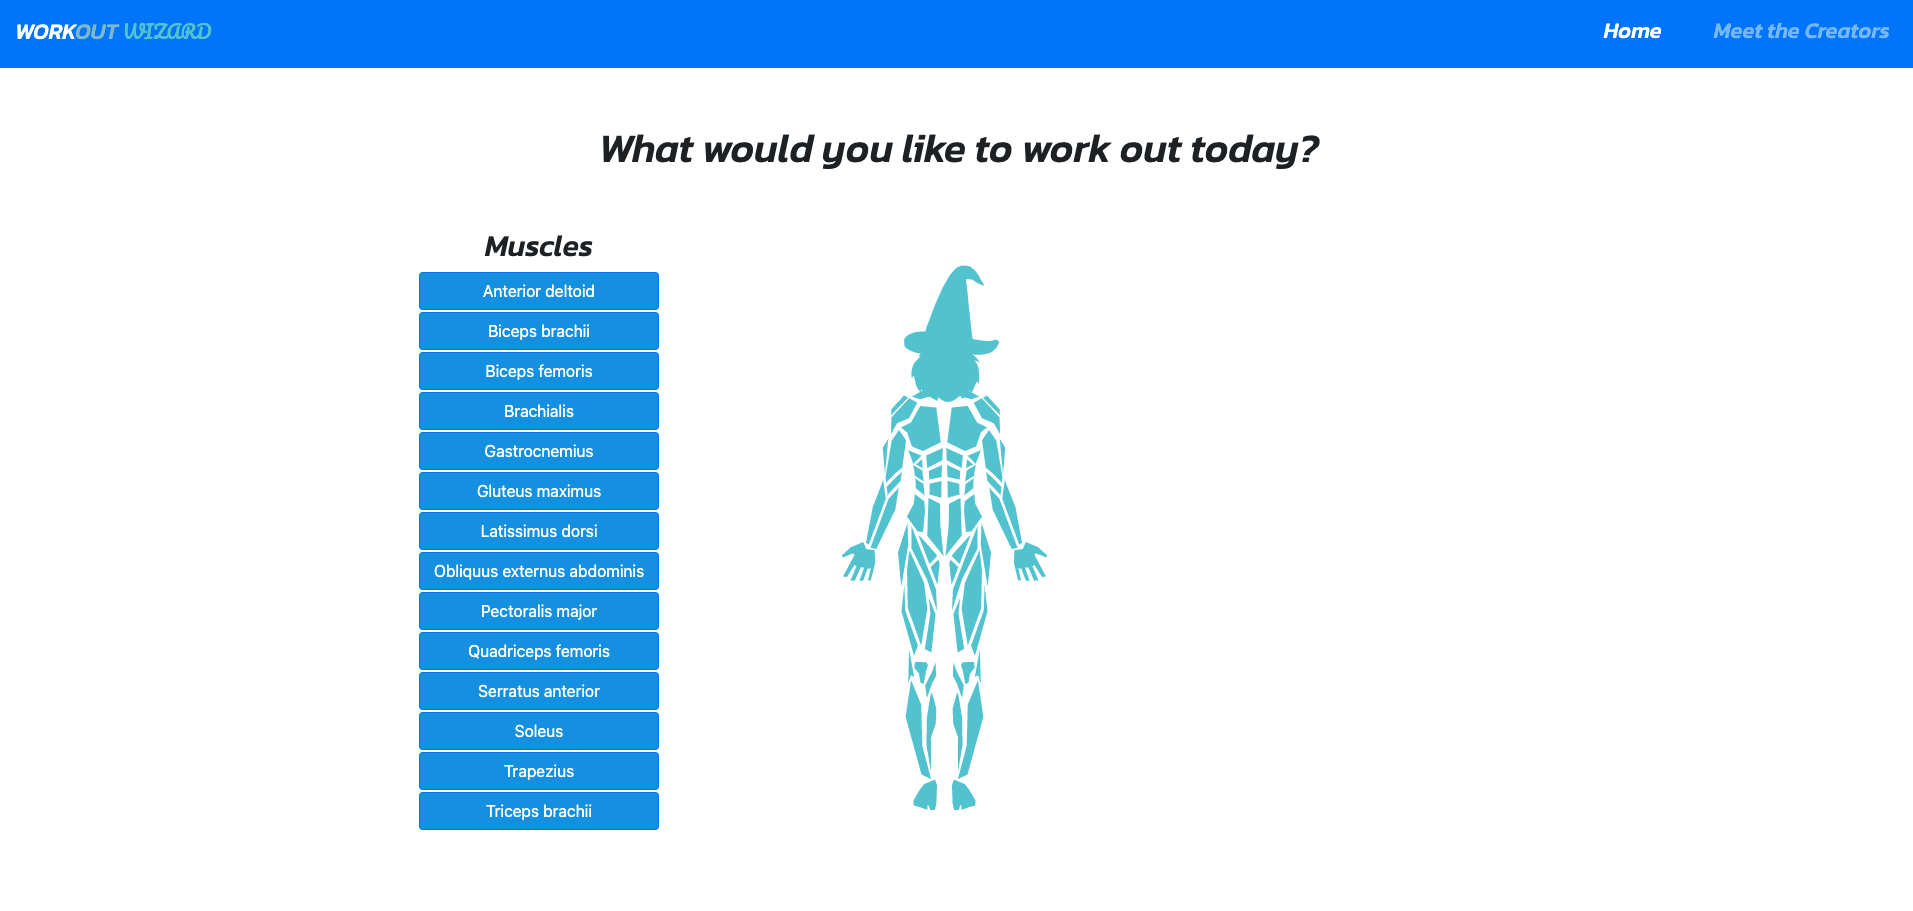 WORKOUT WIZARD Home Meet the Creators
What would you like to work out today?
Muscles
Anterior deltoid
Biceps brachii
Biceps femoris
Brachialis
Gastrocnemius
Gluteus maximus
Latissimus dorsi
Obliquus externus abdominis
Pectoralis major
Quadriceps femoris
Serratus anterior
Soleus
Trapezius
Triceps brachii